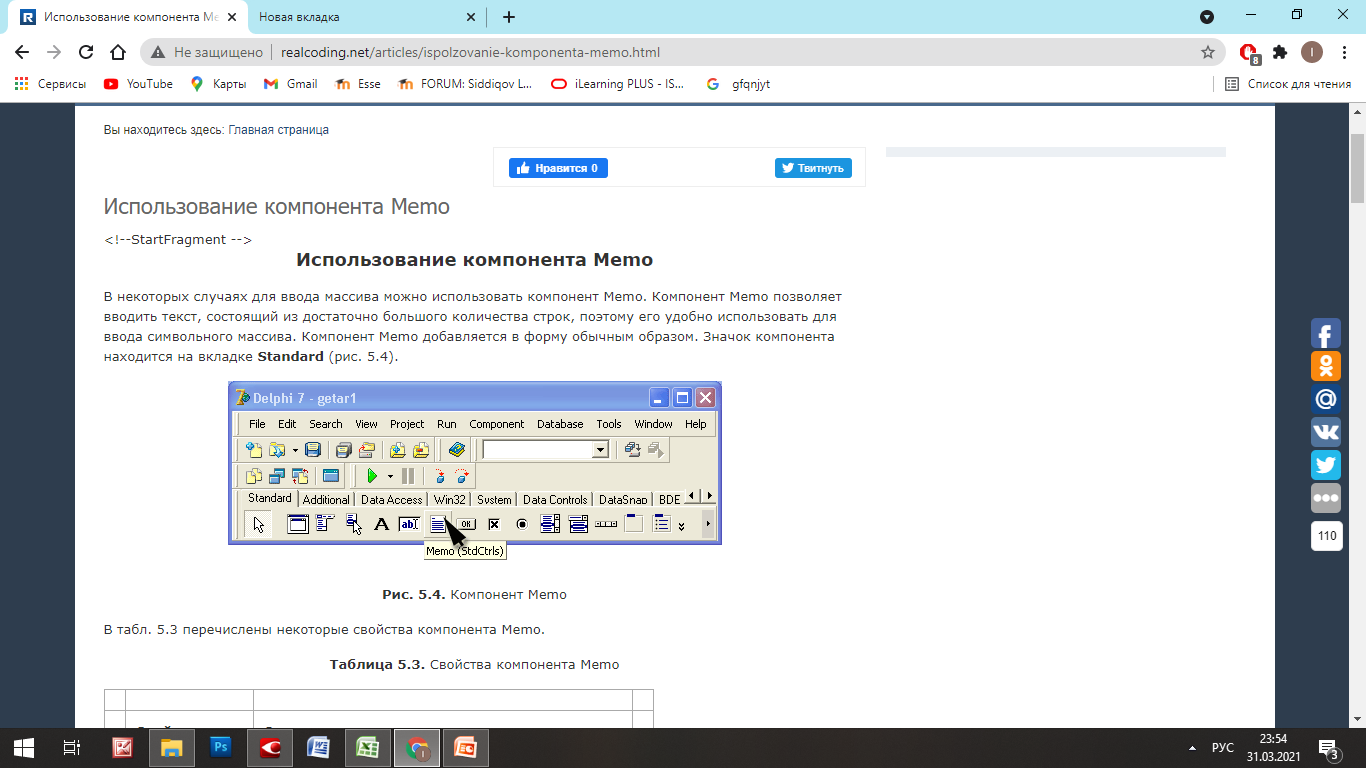 Использование компонента Me
Новая вкладка
Не защищено
realcoding.net/articles/ispolzovanie-komponenta-memo.html
8
I
Сервисы
YouTube
Карты
Gmail
Esse
FORUM: Siddiqov L...
iLearning PLUS - IS...
gfqnjyt
Список для чтения
Вы находитесь здесь: Главная страница
Нравится 0
Твитнуть
Использование компонента Memo
<!--StartFragment -->
Использование компонента Memo
В некоторых случаях для ввода массива можно использовать компонент Memo. Компонент Memo позволяет
вводить текст, состоящий из достаточно большого количества строк, поэтому его удобно использовать для
ввода символьного массива. Компонент Memo добавляется в форму обычным образом. Значок компонента
находится на вкладке Standard (рис. 5.4).
Delphi 7 - getar1
File Edit Search View Project Run Component Database Tools Window Help
Standard Additional Data Access Win32 System Data Controls DataSnap BDE
Memo (StdCtrls)
Рис. 5.4. Компонент Memo
В табл. 5.3 перечислены некоторые свойства компонента Memo.
Таблица 5.3. Свойства компонента Memo
110
РУС
23:54
31.03.2021
3